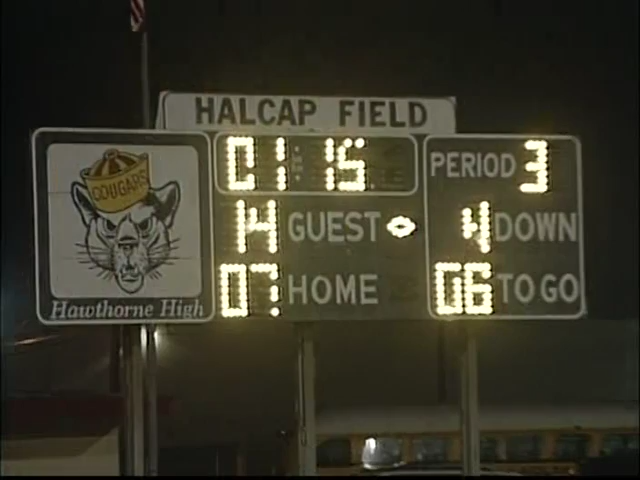 HALCAP FIELD
COUGARS
Hawthorne High
01:15
14 GUEST
07 HOME
PERIOD 3
4 DOWN
06 TO GO